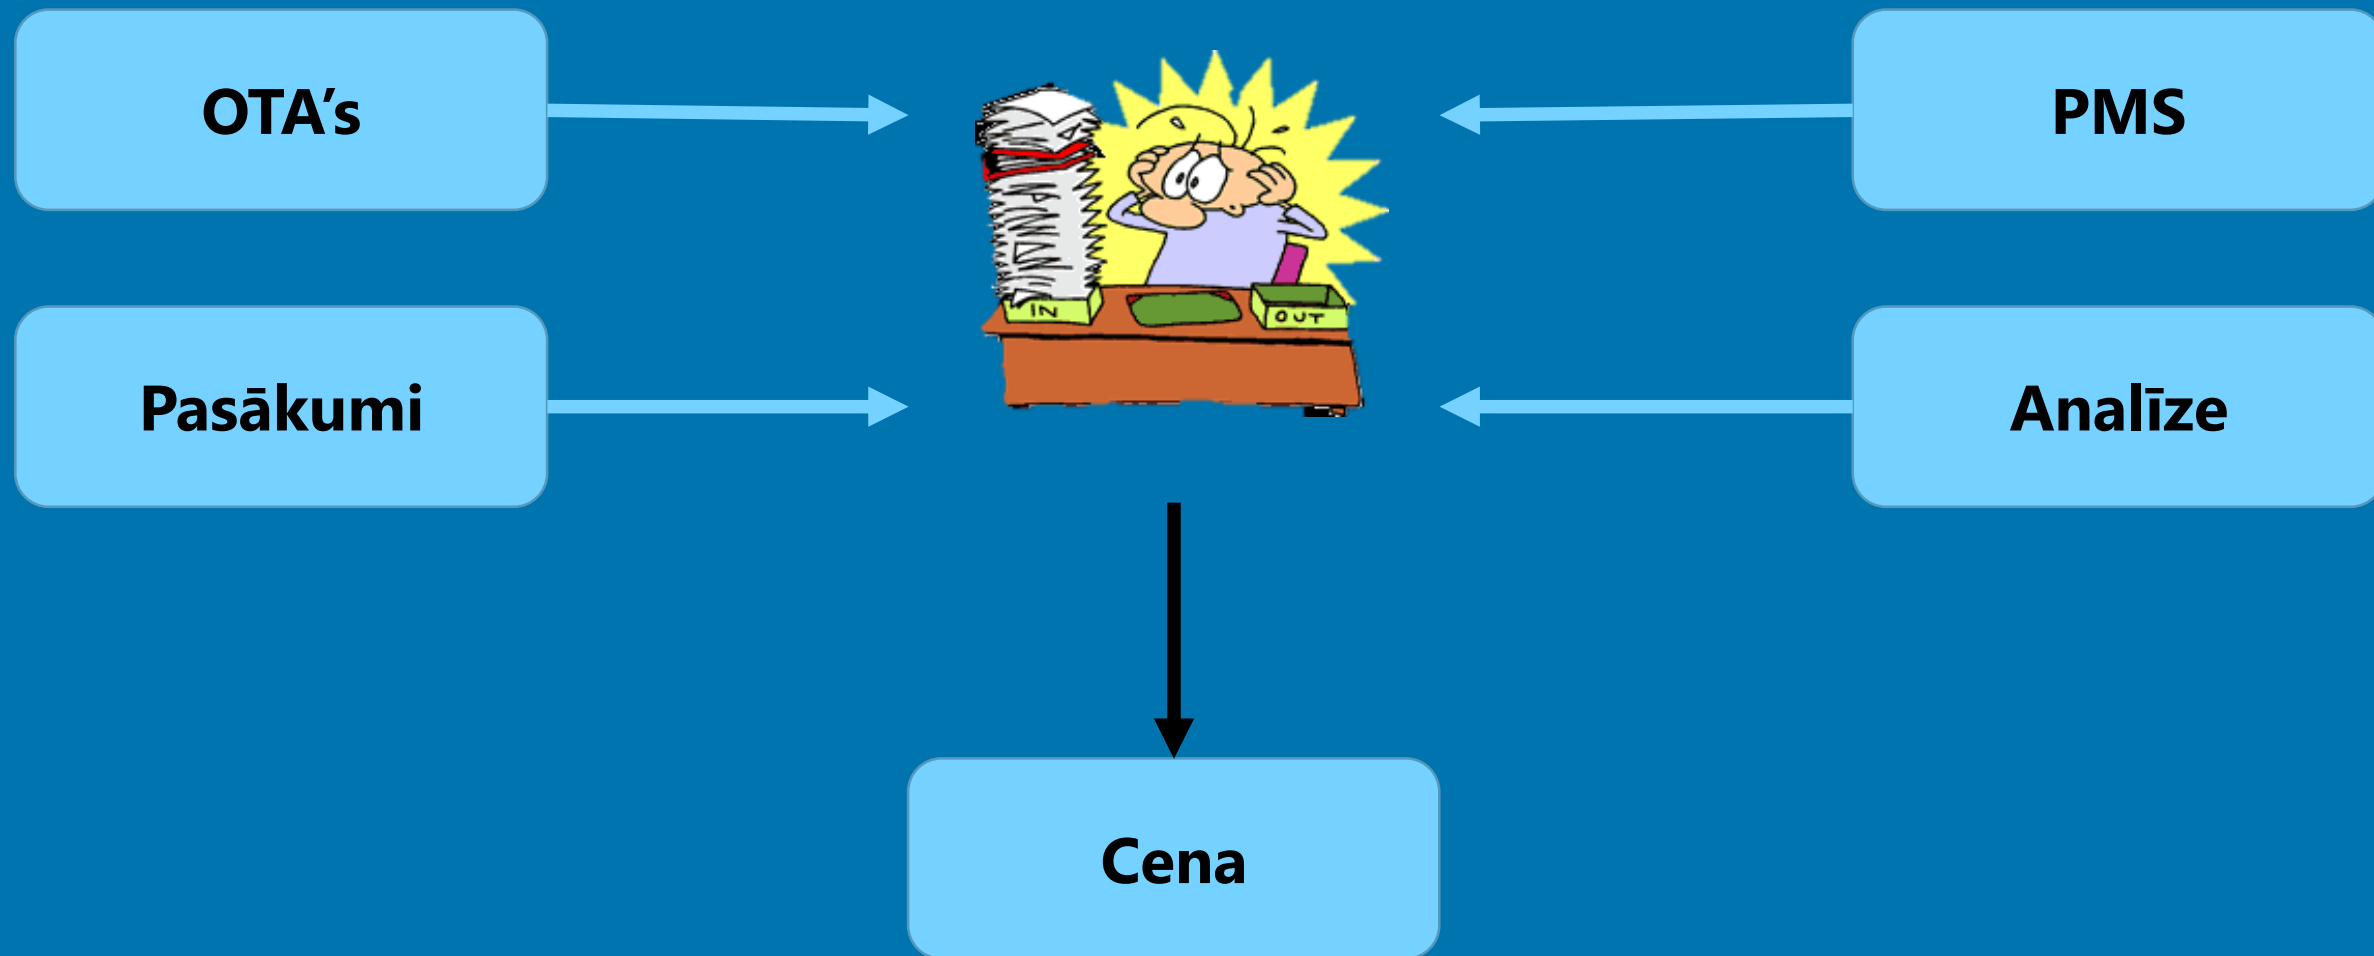 OTA’s
PMS
IN
OUT
Pasākumi
Analīze
Cena